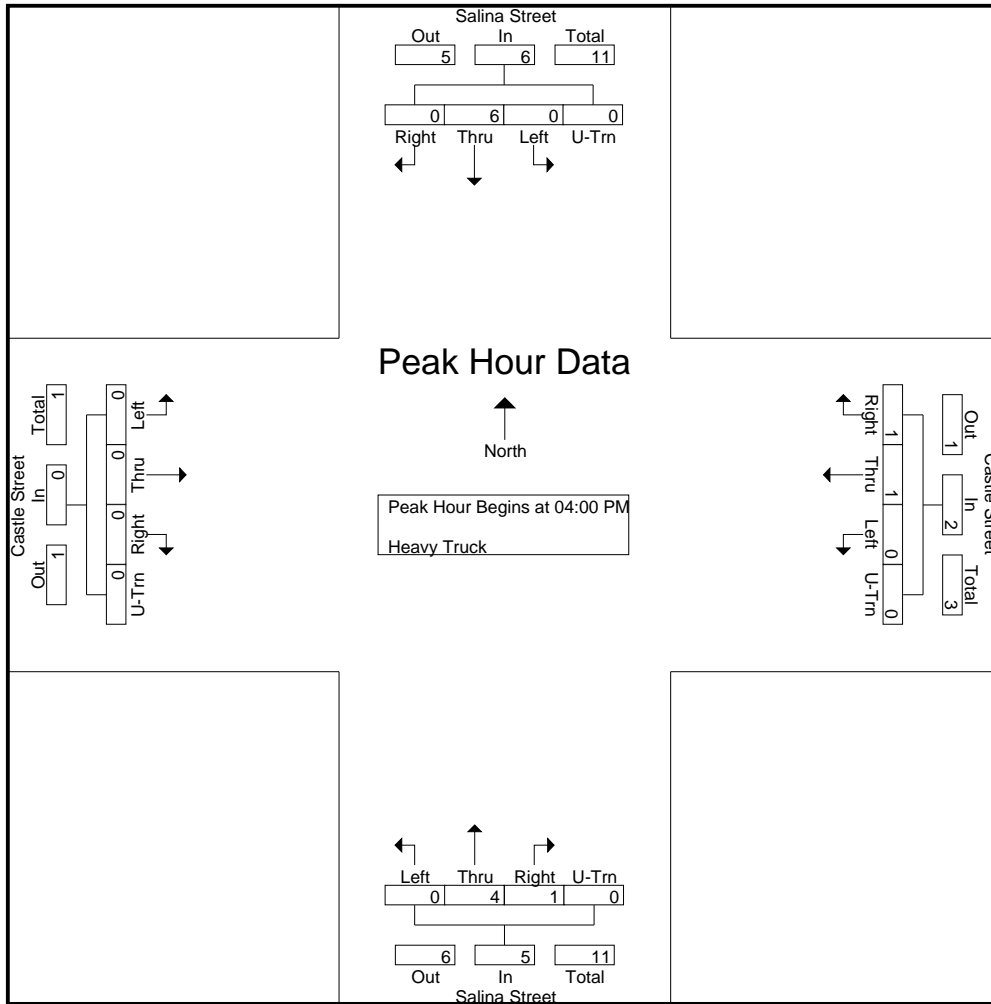 Salina Street
Out In Total
5 6 11
0 6 0 0
Right Thru Left U-Trn
Peak Hour Data
North
Peak Hour Begins at 04:00 PM
Heavy Truck
Castle Street
Out In Total
1 0 1
U-Trn Right Thru Left
0 0 0 0
Castle Street
Out In Total
1 2 3
1 1 0 0
Right Thru Left U-Trn
Left Thru Right U-Trn
0 4 1 0
6 5 11
Out In Total
Salina Street